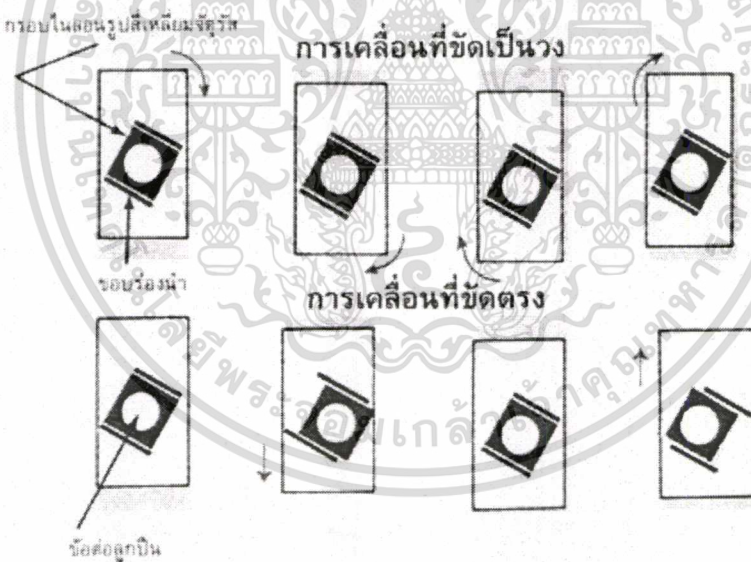 กรอบไนลอนรูปสี่เหลี่ยมจัตุรัส
การเคลื่อนที่ขัดเป็นวง
ขอบร่องนำ
การเคลื่อนที่ขัดตรง
ข้อต่อลูกปืน